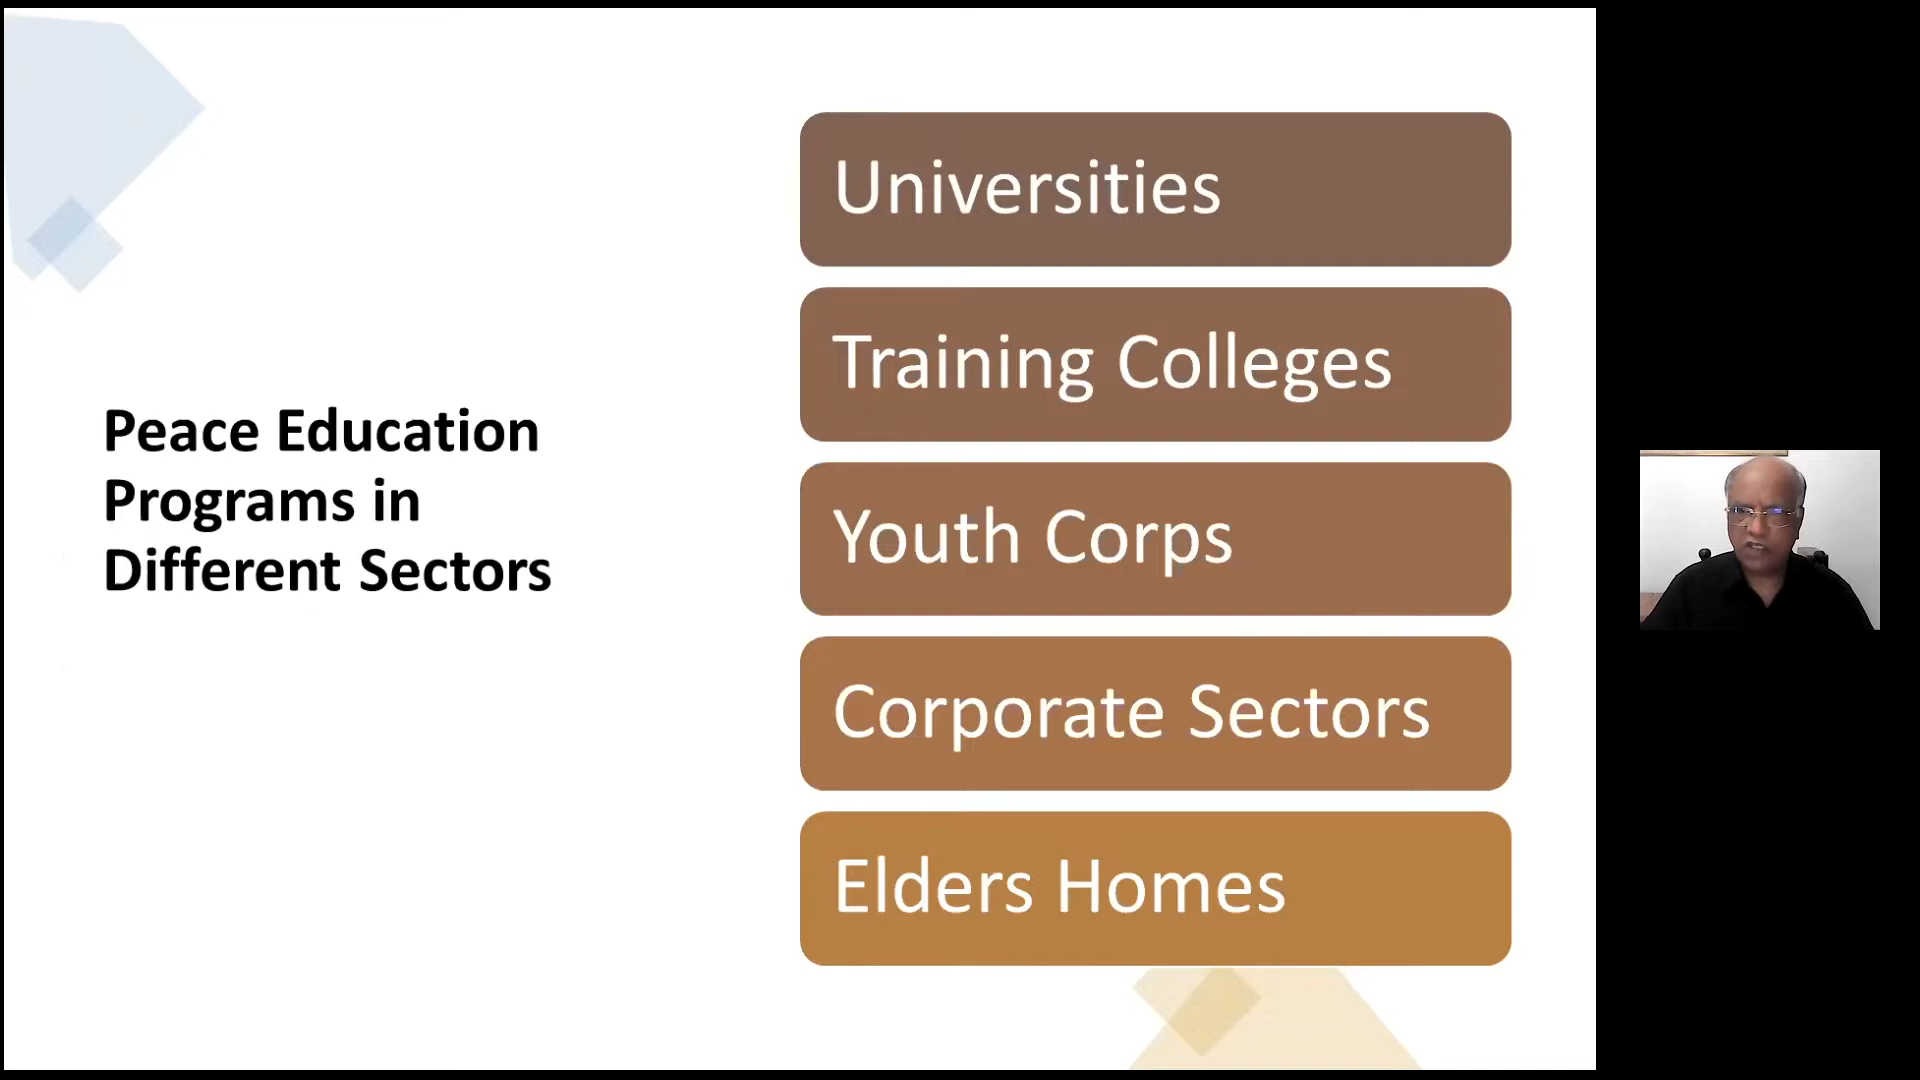 Peace Education
Programs in
Different Sectors
Universities
Training Colleges
Youth Corps
Corporate Sectors
Elders Homes